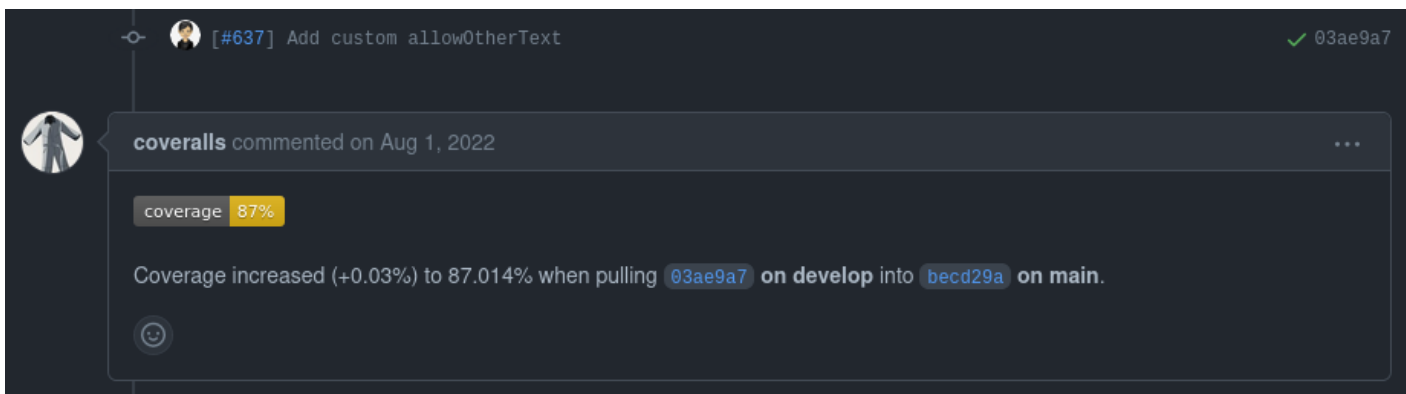 [#637] Add custom allowOtherText 03ae9a7
coveralls commented on Aug 1, 2022
coverage 87%
Coverage increased (+0.03%) to 87.014% when pulling 03ae9a7 on develop into becd29a on main.